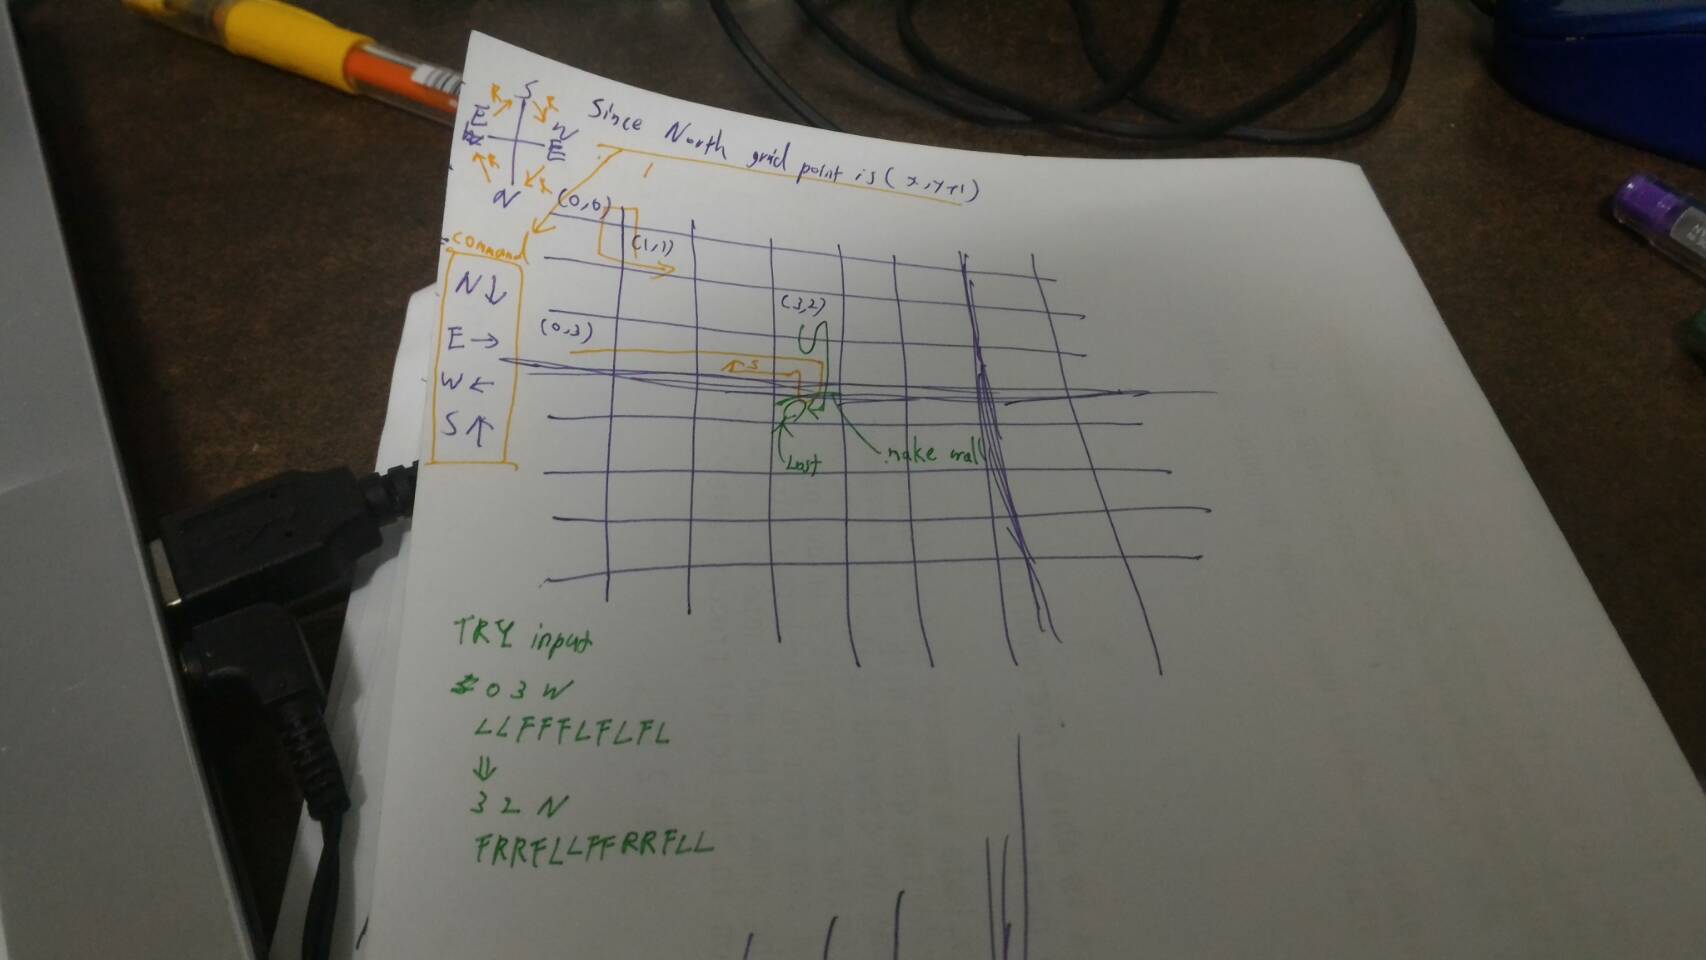 S
R R
E W
E
R R
N
Since North grid point is (x, y+1)
(0,0)
(1,1)
command
N ↓
E →
W ←
S ↑
(3,2)
(0,3)
S
Lost
make wall
TRY input
0 3 W
LLFFFLFLFL
⇓
3 2 N
FRRFLLFFRRFLL